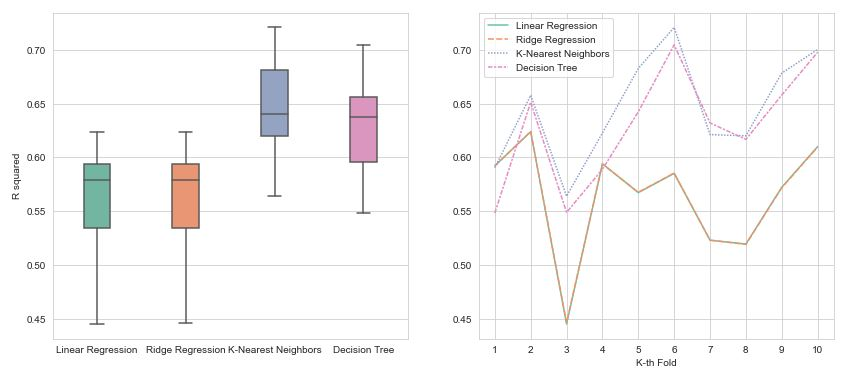 R squared
0.70
0.65
0.60
0.55
0.50
0.45
Linear Regression
Ridge Regression
K-Nearest Neighbors
Decision Tree
Linear Regression
Ridge Regression
K-Nearest Neighbors
Decision Tree
0.70
0.65
0.60
0.55
0.50
0.45
1 2 3 4 5 6 7 8 9 10
K-th Fold